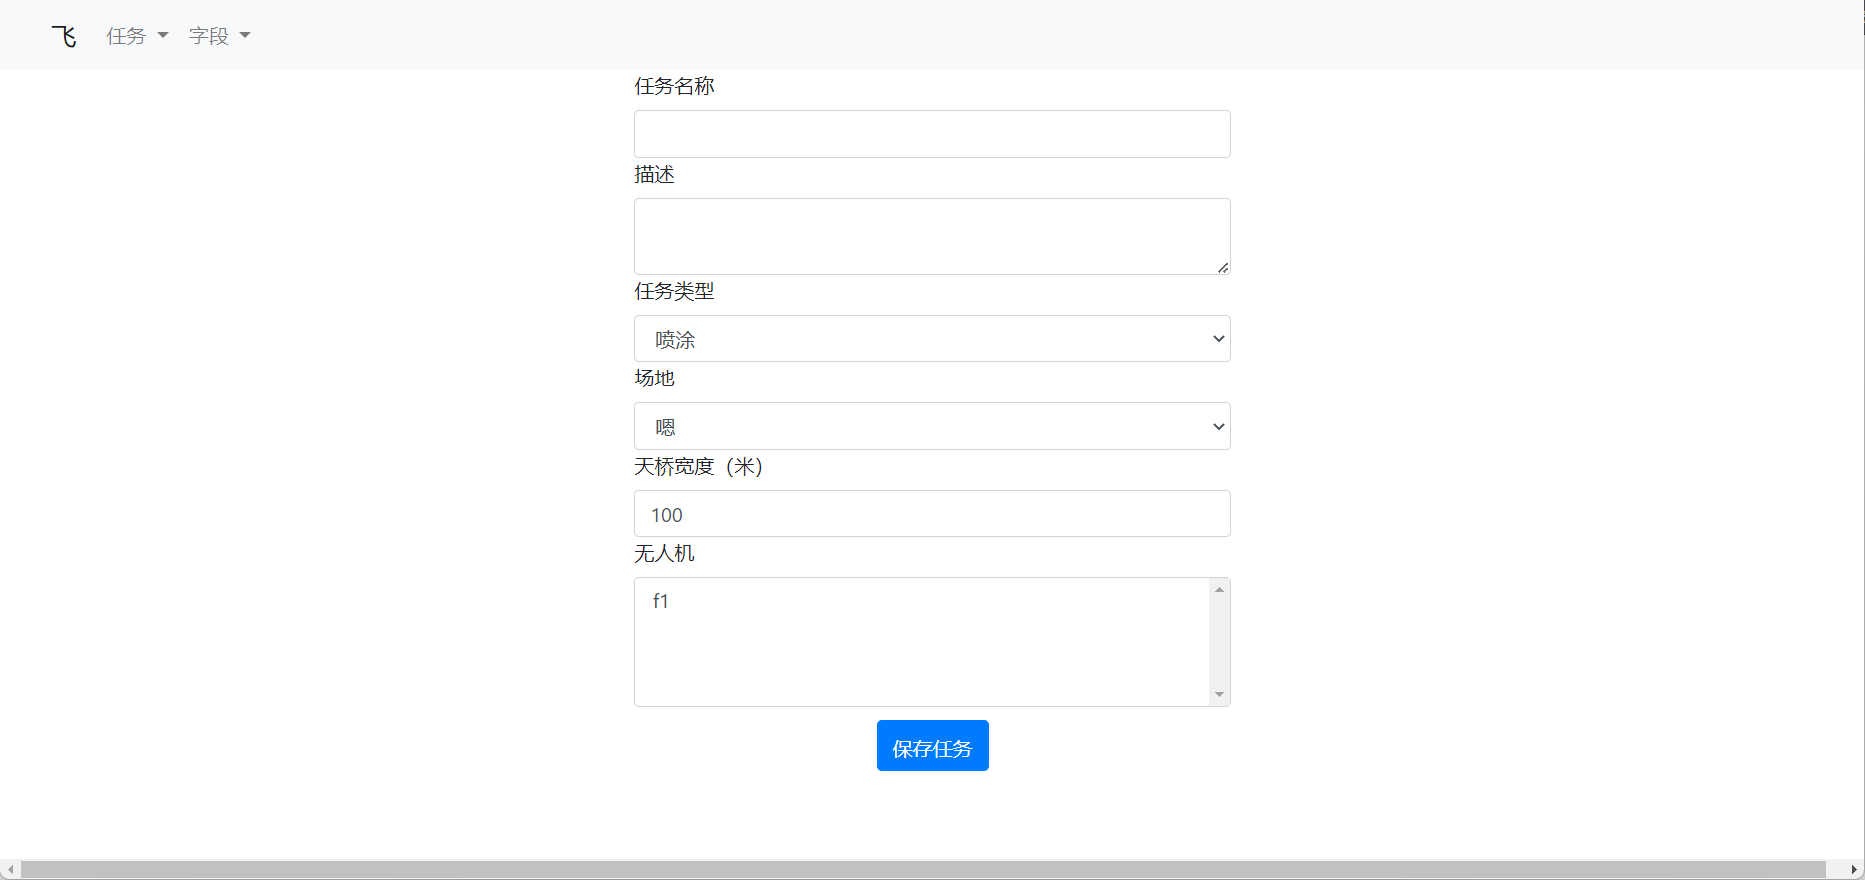 飞 任务 字段
任务名称
描述
任务类型
喷涂
场地
嗯
天桥宽度（米）
100
无人机
f1
保存任务